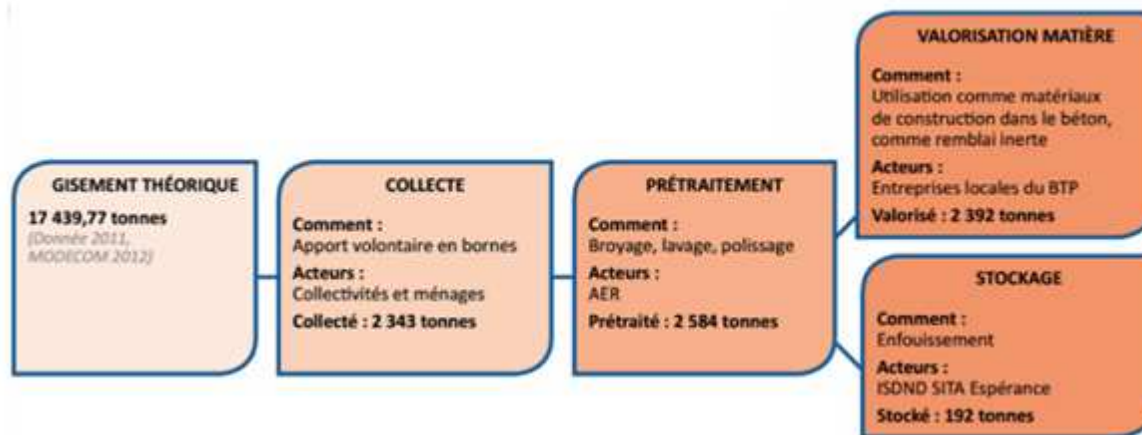 GISEMENT THÉORIQUE
17 439,77 tonnes
(Donnée 2011,
MODECOM 2012)
COLLECTE
Comment :
Apport volontaire en bornes
Acteurs :
Collectivités et ménages
Collecté : 2 343 tonnes
PRÉTRAITEMENT
Comment :
Broyage, lavage, polissage
Acteurs :
AER
Prétraité : 2 584 tonnes
VALORISATION MATIÈRE
Comment :
Utilisation comme matériaux
de construction dans le béton,
comme remblai inerte
Acteurs :
Entreprises locales du BTP
Valorisé : 2 392 tonnes
STOCKAGE
Comment :
Enfouissement
Acteurs :
ISDND SITA Espérance
Stocké : 192 tonnes